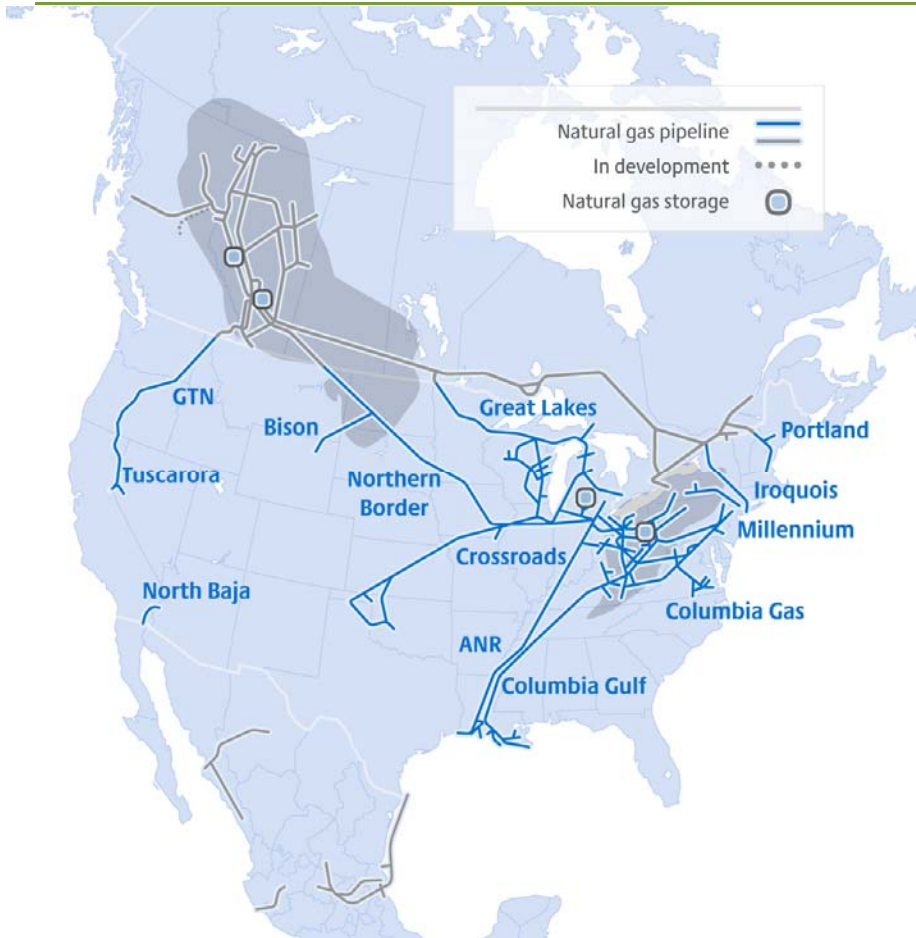 Natural gas pipeline
In development
Natural gas storage
GTN
Great Lakes
Bison
Portland
Tuscarora
Northern
Border
Iroquois
Millennium
Crossroads
North Baja
Columbia Gas
ANR
Columbia Gulf